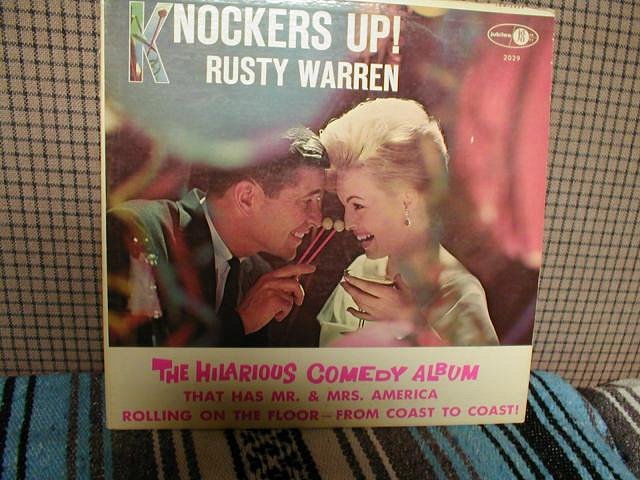 KNOCKERS UP!
RUSTY WARREN
jubilee
2029
THE HILARIOUS COMEDY ALBUM
THAT HAS MR. & MRS. AMERICA
ROLLING ON THE FLOOR—FROM COAST TO COAST!